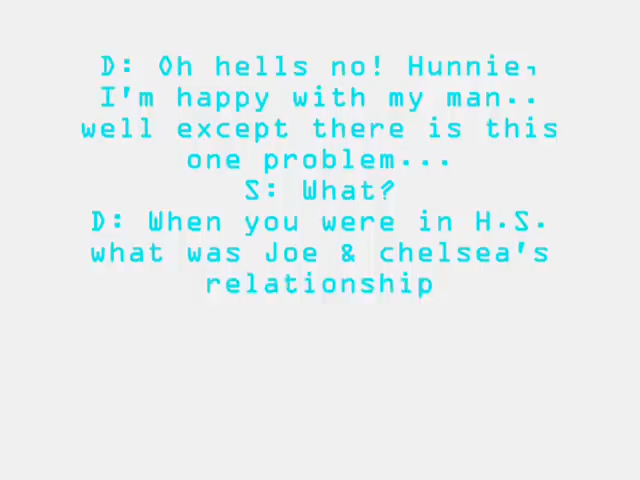 D: Oh hells no! Hunnie,
I'm happy with my man..
well except there is this
one problem...
S: What?
D: When you were in H.S.
what was Joe & chelsea's
relationship